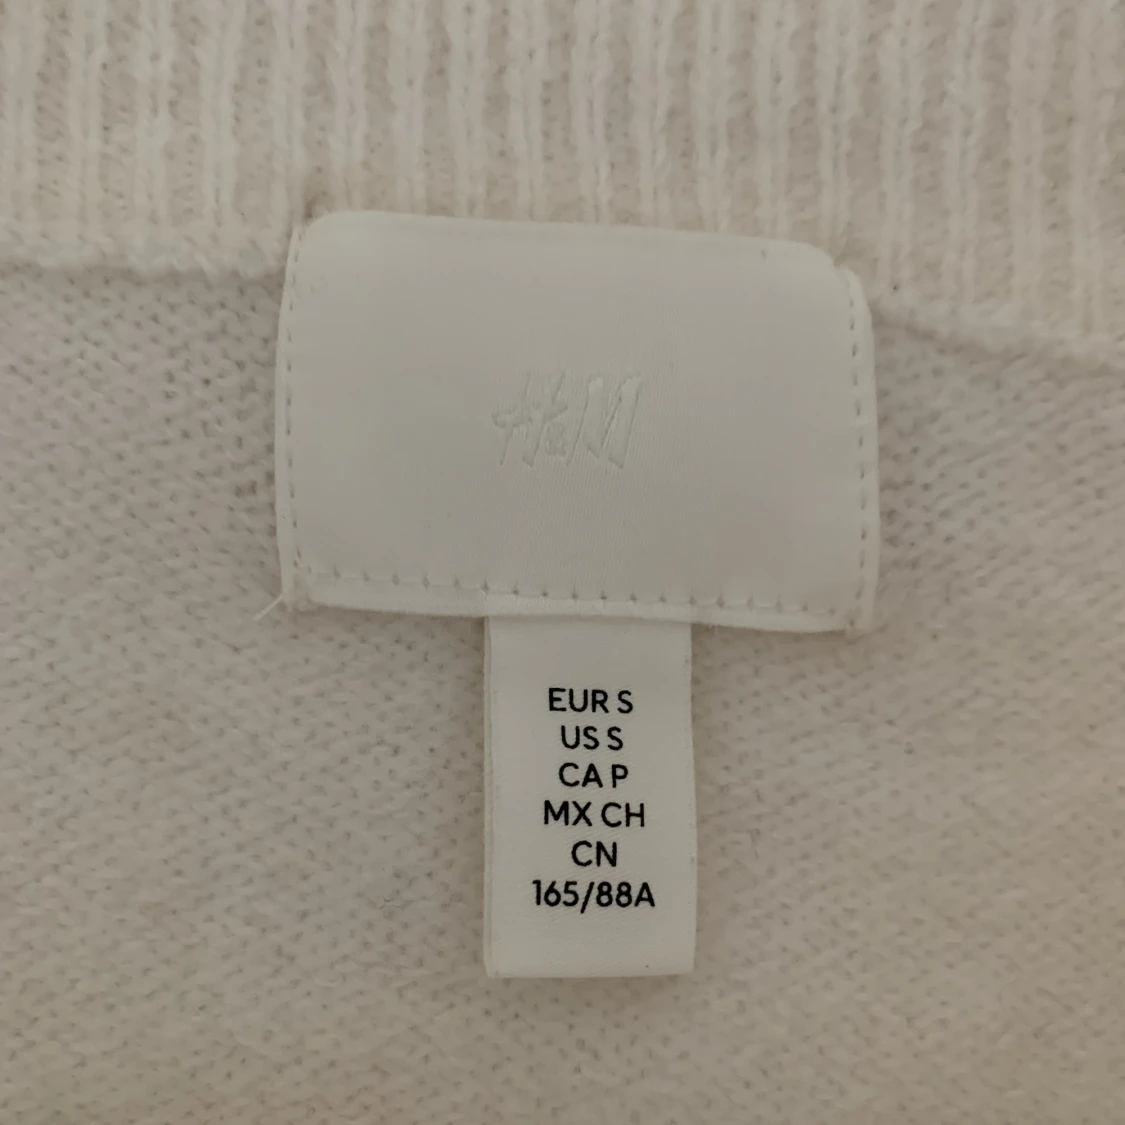 H&M
EUR S
US S
CA P
MX CH
CN
165/88A